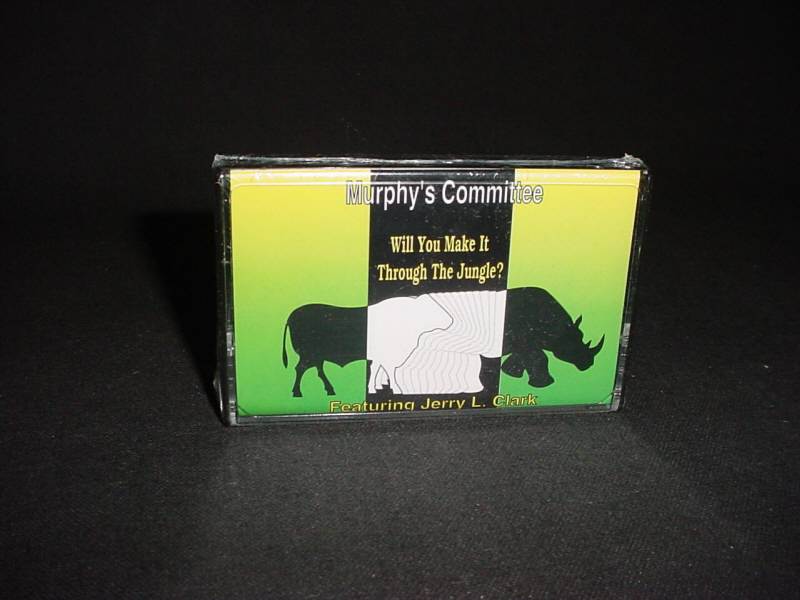 Murphy's Committee
Will You Make It
Through The Jungle?
Featuring Jerry L. Clark